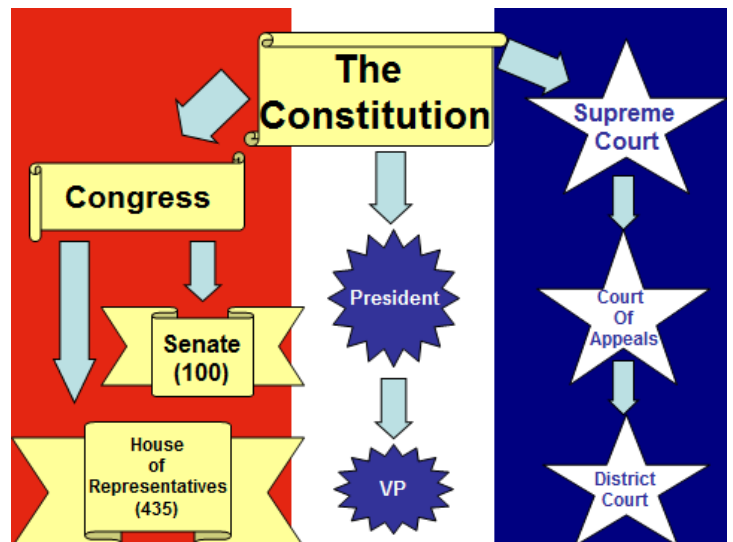 The
Constitution
Congress
Senate
(100)
House
of
Representatives
(435)
President
VP
Supreme
Court
Court
Of
Appeals
District
Court